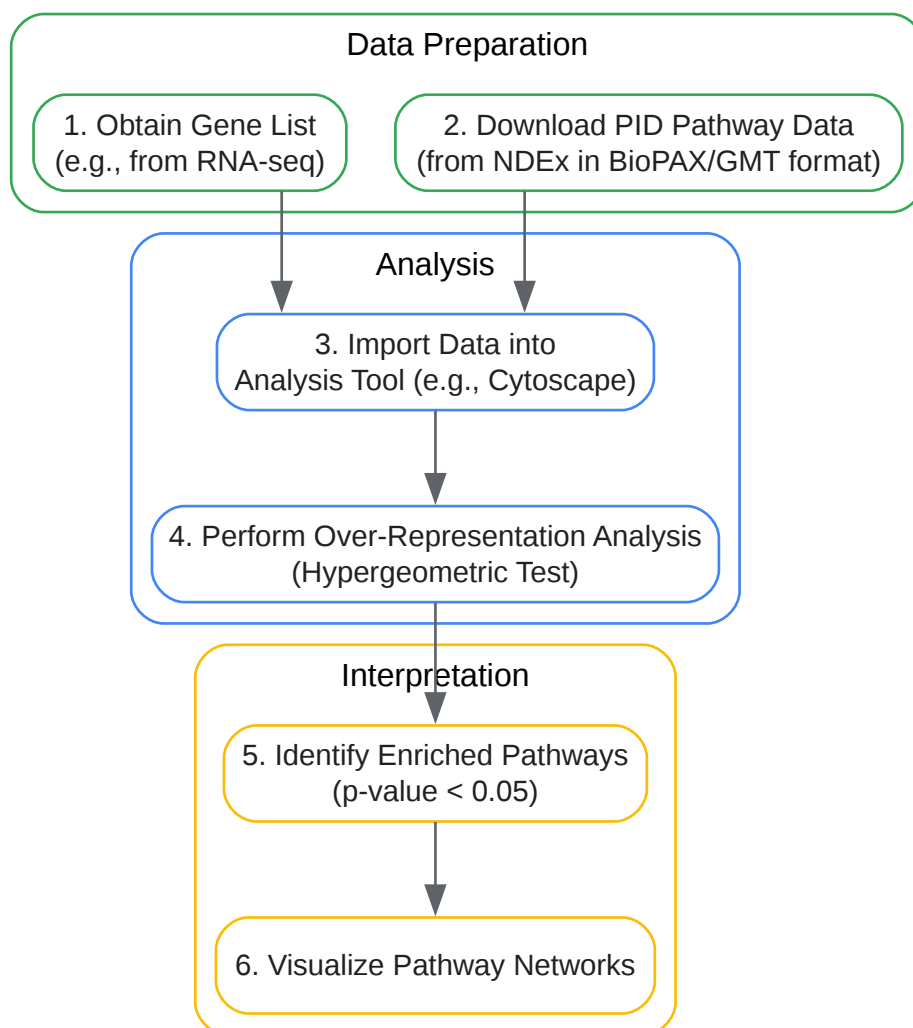 Data Preparation
1. Obtain Gene List
(e.g., from RNA-seq)
2. Download PID Pathway Data
(from NDEx in BioPAX/GMT format)
Analysis
3. Import Data into
Analysis Tool (e.g., Cytoscape)
4. Perform Over-Representation Analysis
(Hypergeometric Test)
Interpretation
5. Identify Enriched Pathways
(p-value < 0.05)
6. Visualize Pathway Networks